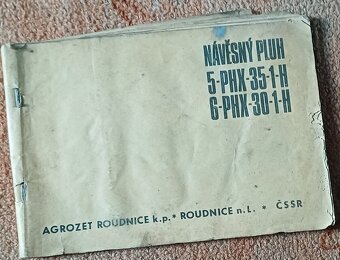 NÁVĚSNÝ PLUH
5-PHX-35-1-H
6-PHX-30-1-H
AGROZET ROUDNICE k.p. * ROUDNICE n.L. * ČSSR